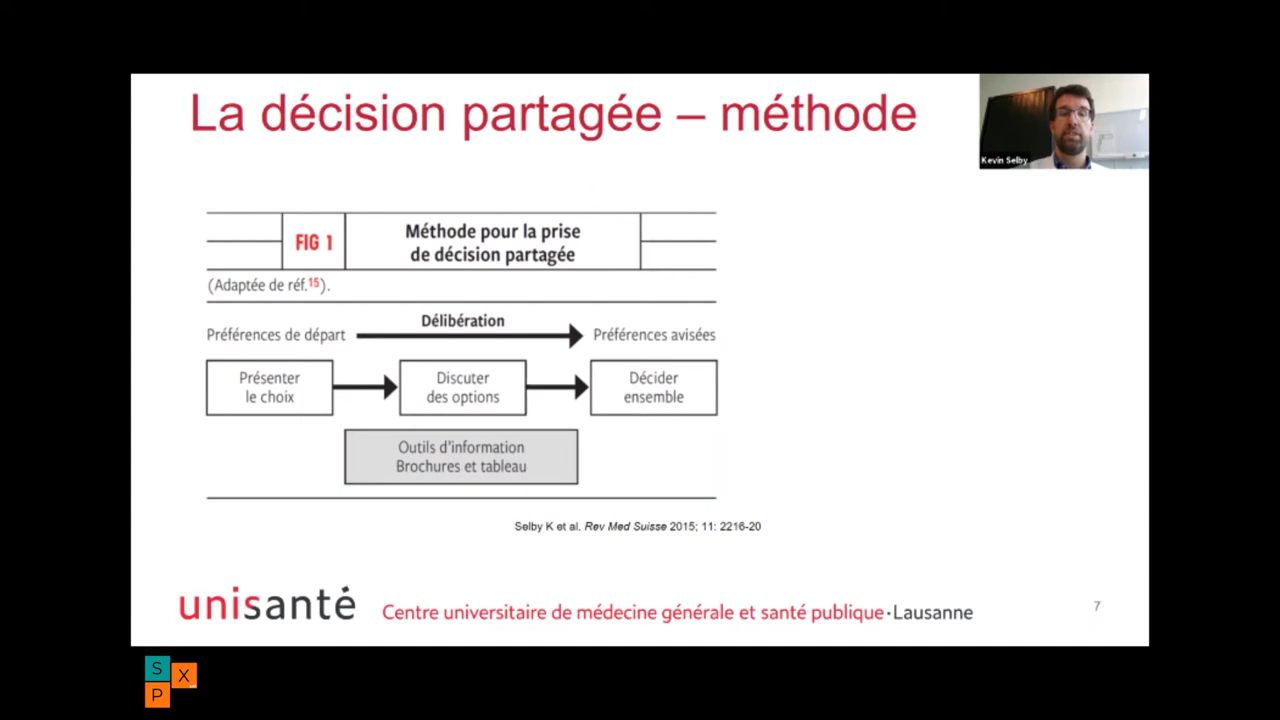 La décision partagée – méthode
Kevin Selby
FIG 1
Méthode pour la prise
de décision partagée
(Adaptée de réf.15).
Délibération
Préférences de départ
Préférences avisées
Présenter
le choix
Discuter
des options
Décider
ensemble
Outils d'information
Brochures et tableau
Selby K et al. Rev Med Suisse 2015; 11: 2216-20
unisanté
Centre universitaire de médecine générale et santé publique · Lausanne
7
S
X
P